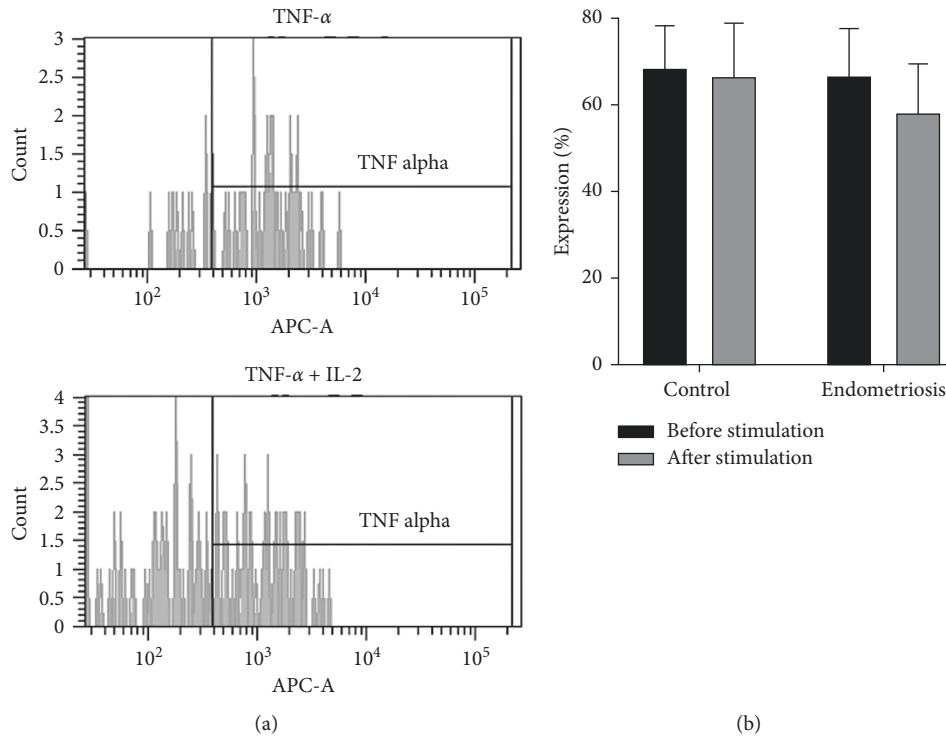 TNF-α
3
2.5
2
1.5
1
0.5
0
Count
TNF alpha
10² 10³ 10⁴ 10⁵
APC-A
TNF-α + IL-2
4
3.5
3
2.5
2
1.5
1
0.5
0
Count
TNF alpha
10² 10³ 10⁴ 10⁵
APC-A
(a)
80
60
40
20
0
Expression (%)
Control Endometriosis
Before stimulation
After stimulation
(b)